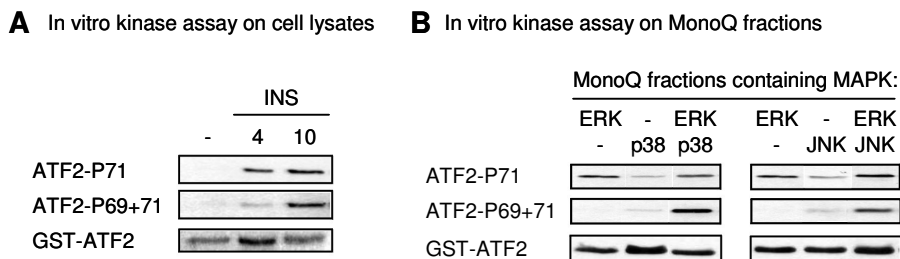 A In vitro kinase assay on cell lysates
INS
- 4 10
ATF2-P71
ATF2-P69+71
GST-ATF2
B In vitro kinase assay on MonoQ fractions
MonoQ fractions containing MAPK:
ERK - ERK ERK - ERK
- p38 p38 - JNK JNK
ATF2-P71
ATF2-P69+71
GST-ATF2